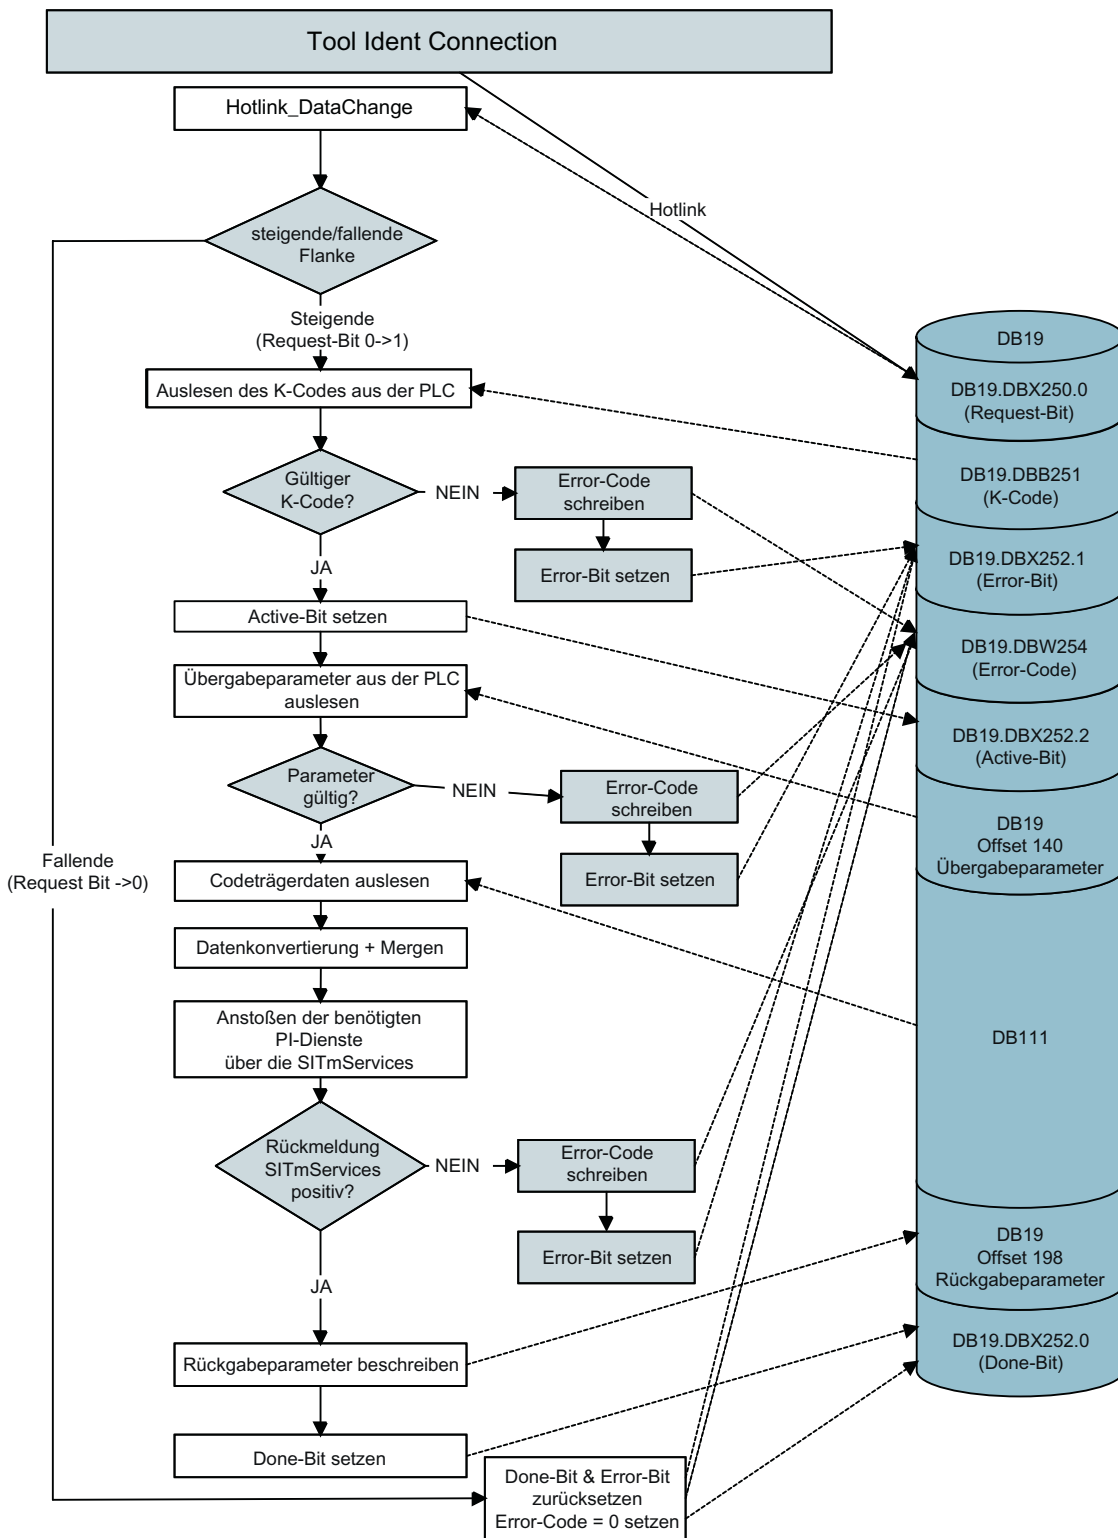 Tool Ident Connection
Hotlink_DataChange
Hotlink
steigende/fallende
Flanke
Steigende
(Request-Bit 0->1)
Auslesen des K-Codes aus der PLC
Gültiger
K-Code?
NEIN
Error-Code
schreiben
Error-Bit setzen
JA
Active-Bit setzen
Übergabeparameter aus der PLC
auslesen
Parameter
gültig?
NEIN
Error-Code
schreiben
Error-Bit setzen
JA
Fallende
(Request Bit ->0)
Codeträgerdaten auslesen
Datenkonvertierung + Mergen
Anstoßen der benötigten
PI-Dienste
über die SITmServices
Rückmeldung
SITmServices
positiv?
NEIN
Error-Code
schreiben
Error-Bit setzen
JA
Rückgabeparameter beschreiben
Done-Bit setzen
Done-Bit & Error-Bit
zurücksetzen
Error-Code = 0 setzen
DB19
DB19.DBX250.0
(Request-Bit)
DB19.DBB251
(K-Code)
DB19.DBX252.1
(Error-Bit)
DB19.DBW254
(Error-Code)
DB19.DBX252.2
(Active-Bit)
DB19
Offset 140
Übergabeparameter
DB111
DB19
Offset 198
Rückgabeparameter
DB19.DBX252.0
(Done-Bit)